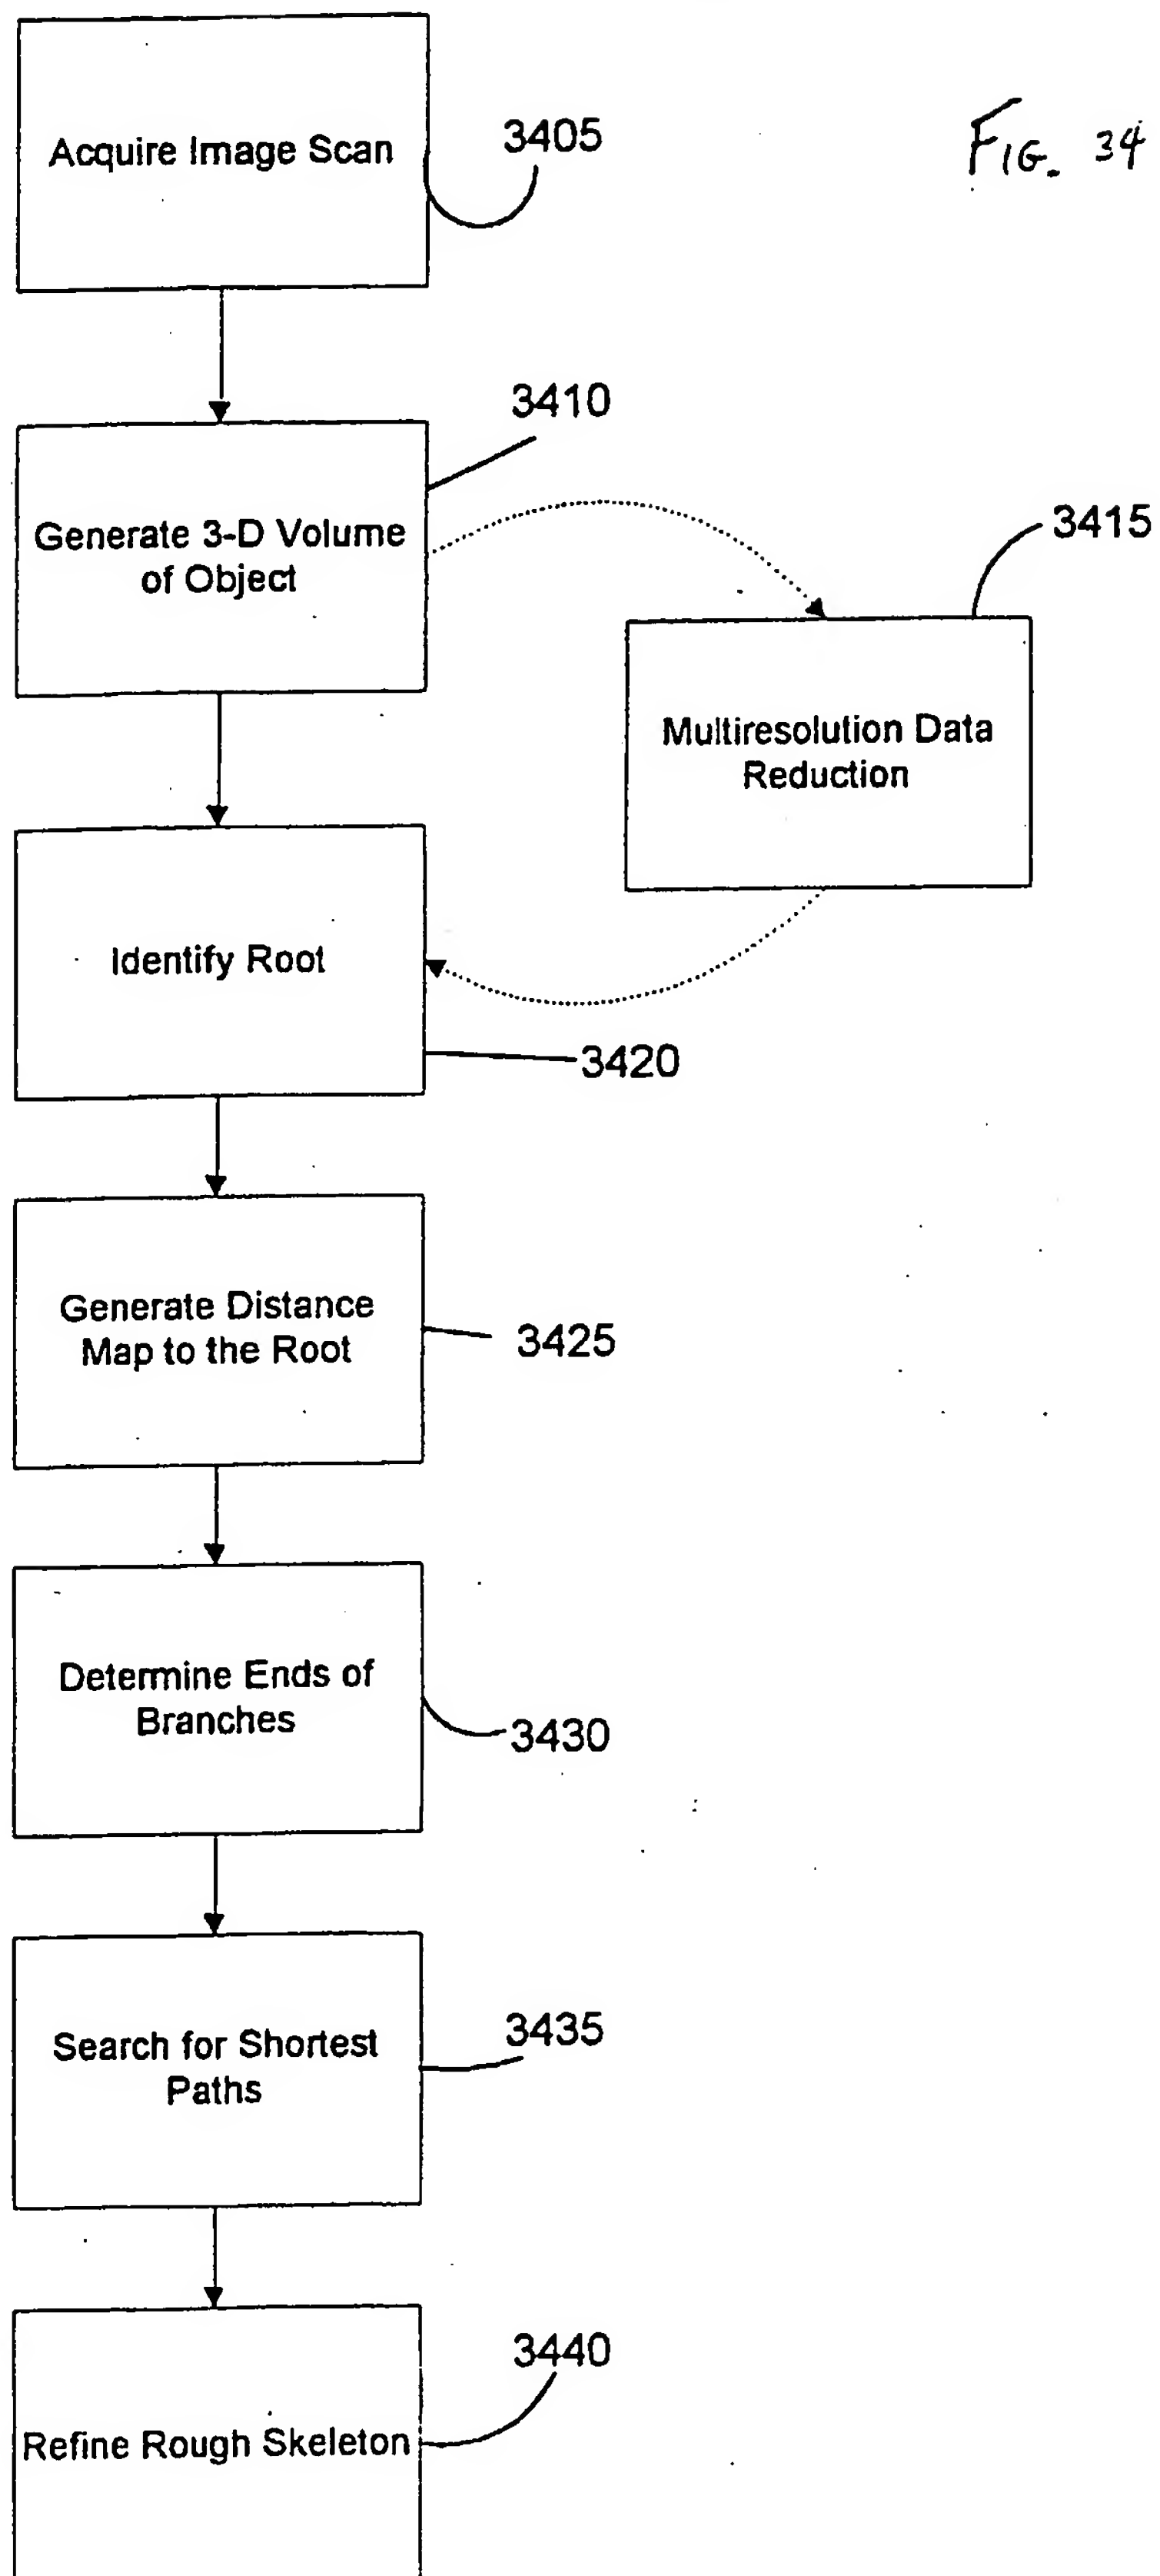 Acquire Image Scan
3405
FIG. 34
3410
Generate 3-D Volume
of Object
3415
Multiresolution Data
Reduction
Identify Root
3420
Generate Distance
Map to the Root
3425
Determine Ends of
Branches
3430
Search for Shortest
Paths
3435
3440
Refine Rough Skeleton